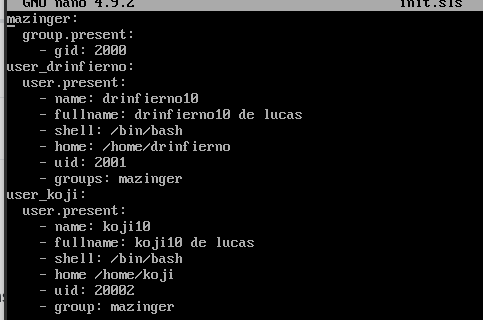 GNU nano 4.9.2 init.sls
mazinger:
  group.present:
    - gid: 2000
user_drinfierno:
  user.present:
    - name: drinfierno10
    - fullname: drinfierno10 de lucas
    - shell: /bin/bash
    - home: /home/drinfierno
    - uid: 2001
    - groups: mazinger
user_koji:
  user.present:
    - name: koji10
    - fullname: koji10 de lucas
    - shell: /bin/bash
    - home /home/koji
    - uid: 20002
    - group: mazinger